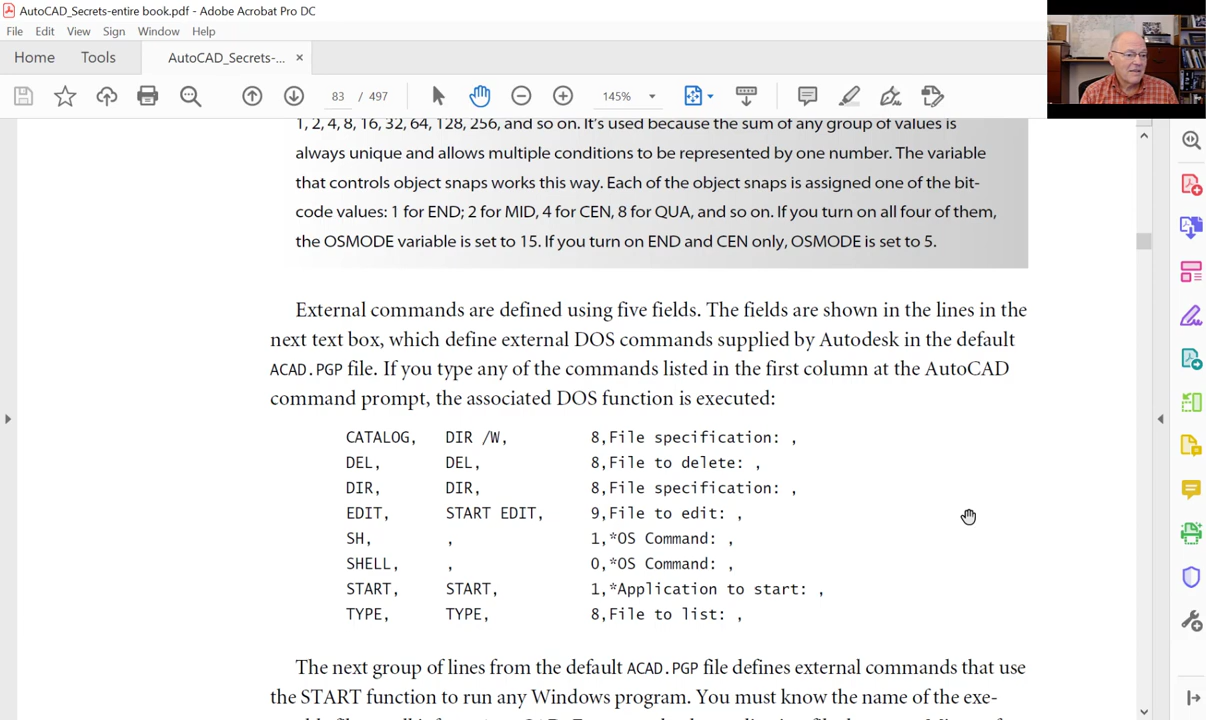 AutoCAD_Secrets-entire book.pdf - Adobe Acrobat Pro DC
File Edit View Sign Window Help
Home Tools AutoCAD_Secrets-... ×
83 / 497 145%
1, 2, 4, 8, 16, 32, 64, 128, 256, and so on. It's used because the sum of any group of values is
always unique and allows multiple conditions to be represented by one number. The variable
that controls object snaps works this way. Each of the object snaps is assigned one of the bit-
code values: 1 for END; 2 for MID, 4 for CEN, 8 for QUA, and so on. If you turn on all four of them,
the OSMODE variable is set to 15. If you turn on END and CEN only, OSMODE is set to 5.
External commands are defined using five fields. The fields are shown in the lines in the
next text box, which define external DOS commands supplied by Autodesk in the default
ACAD.PGP file. If you type any of the commands listed in the first column at the AutoCAD
command prompt, the associated DOS function is executed:
CATALOG, DIR /W, 8,File specification: ,
DEL, DEL, 8,File to delete: ,
DIR, DIR, 8,File specification: ,
EDIT, START EDIT, 9,File to edit: ,
SH, , 1,*OS Command: ,
SHELL, , 0,*OS Command: ,
START, START, 1,*Application to start: ,
TYPE, TYPE, 8,File to list: ,
The next group of lines from the default ACAD.PGP file defines external commands that use
the START function to run any Windows program. You must know the name of the exe-